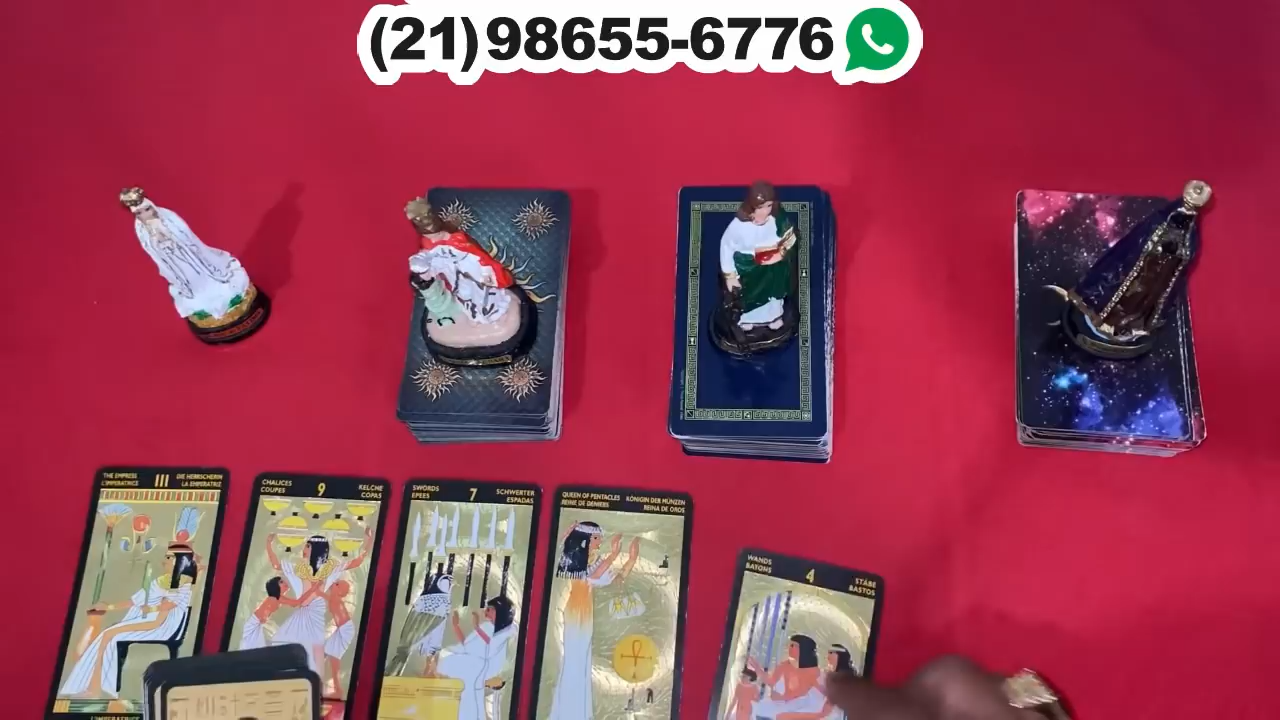 (21)98655-6776
THE EMPRESS III DIE HERRSCHERIN
L'IMPERATRICE LA EMPERATRIZ
CHALICES 9 KELCHE
COUPES COPAS
SWORDS 7 SCHWERTER
EPEES ESPADAS
QUEEN OF PENTACLES KÖNIGIN DER MÜNZEN
REINE DE DENIERS REINA DE OROS
WANDS 4 STÄBE
BATONS BASTOS
III L'IMPERATRICE